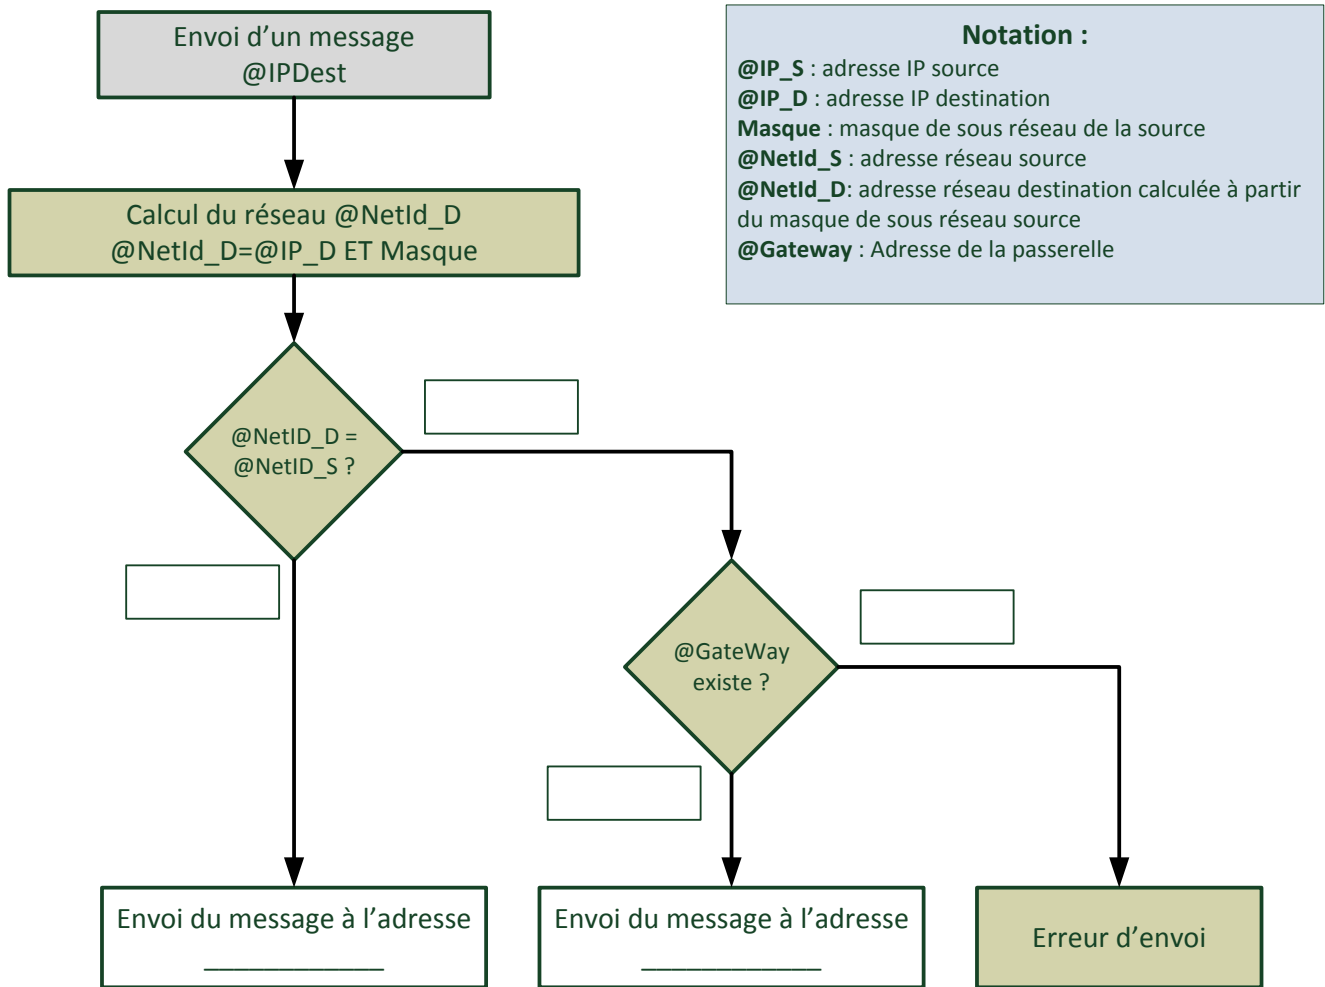 Envoi d’un message
@IPDest
Notation :
@IP_S : adresse IP source
@IP_D : adresse IP destination
Masque : masque de sous réseau de la source
@NetId_S : adresse réseau source
@NetId_D: adresse réseau destination calculée à partir
du masque de sous réseau source
@Gateway : Adresse de la passerelle
Calcul du réseau @NetId_D
@NetId_D=@IP_D ET Masque
@NetID_D =
@NetID_S ?
@GateWay
existe ?
Envoi du message à l’adresse
____________
Envoi du message à l’adresse
____________
Erreur d’envoi